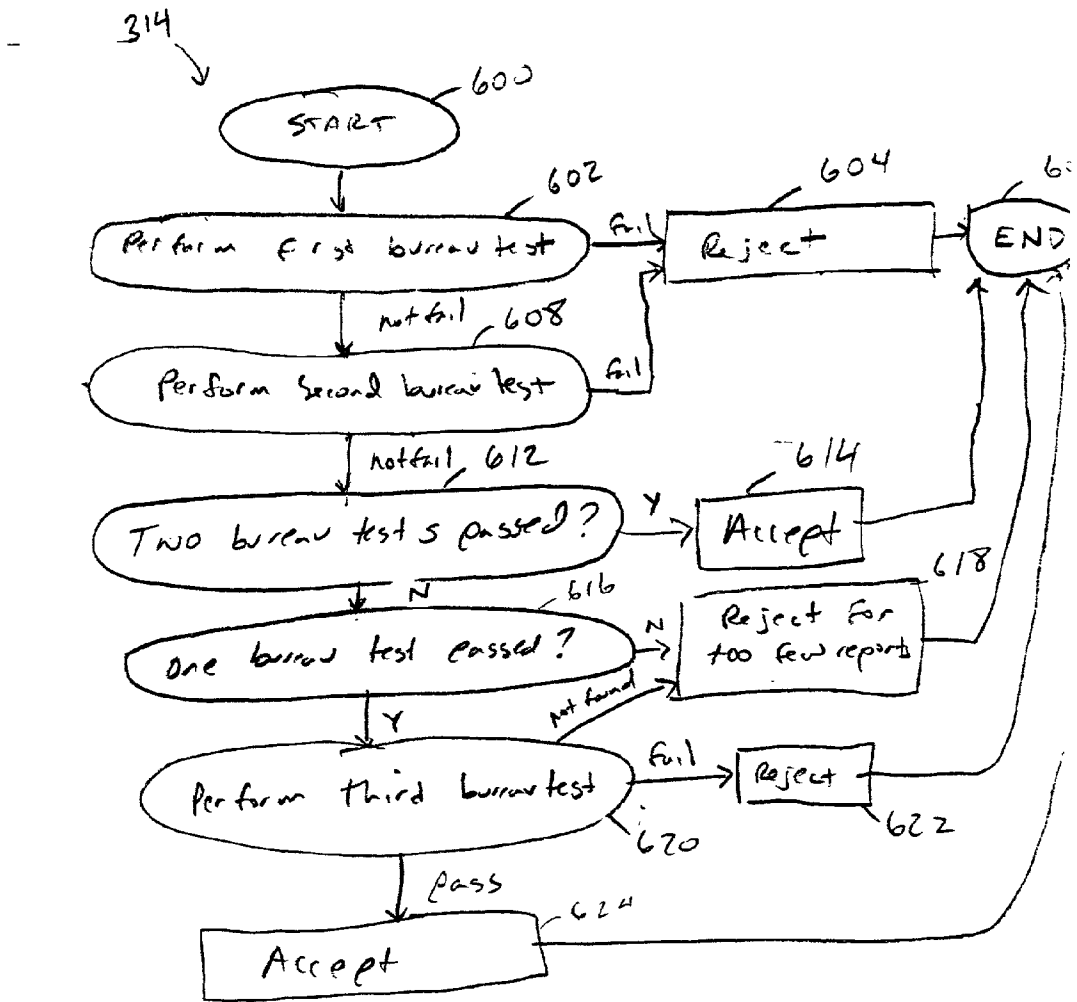 314
600
START
602
604
Perform first bureau test
fail
Reject
END
not fail
608
Perform second bureau test
fail
not fail
612
614
Two bureau tests passed?
Y
Accept
N
616
618
One bureau test passed?
N
Reject for
too few reports
not found
Y
Perform third bureau test
fail
Reject
620
622
pass
624
Accept